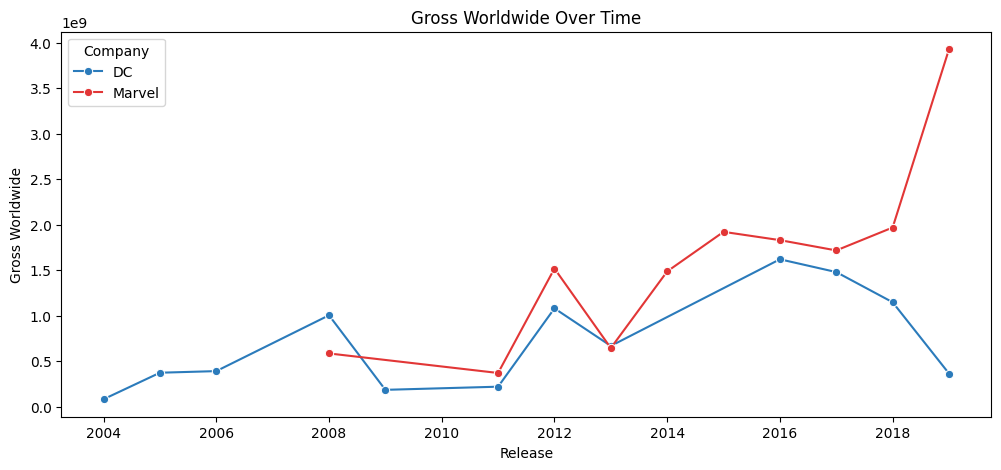 Gross Worldwide Over Time
1e9
Company
DC
Marvel
4.0
3.5
3.0
2.5
2.0
1.5
1.0
0.5
0.0
Gross Worldwide
2004 2006 2008 2010 2012 2014 2016 2018
Release